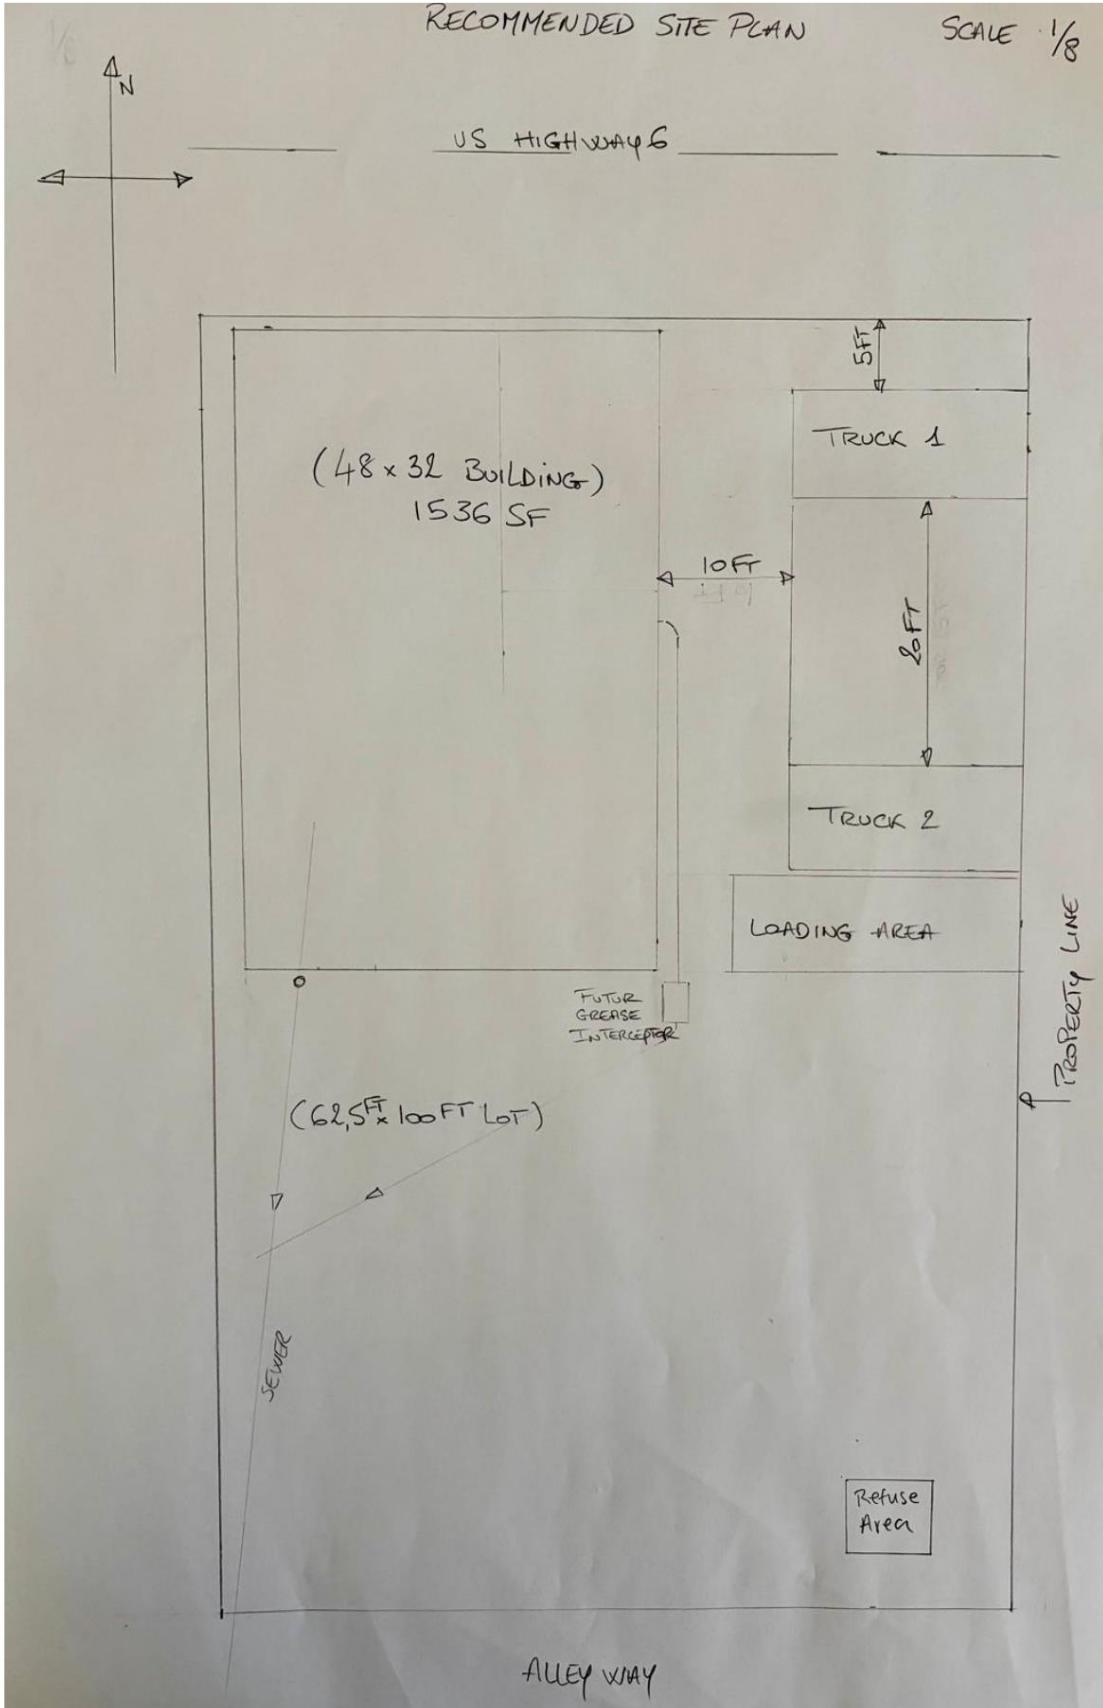 RECOMMENDED SITE PLAN
SCALE 1/8
N
US HIGHWAY 6
5FT
TRUCK 1
(48 x 32 BUILDING)
1536 SF
10FT
20FT
TRUCK 2
LOADING AREA
PROPERTY LINE
FUTUR
GREASE
INTERCEPTOR
(62,5FT x 100FT LOT)
SEWER
Refuse
Area
ALLEY WAY